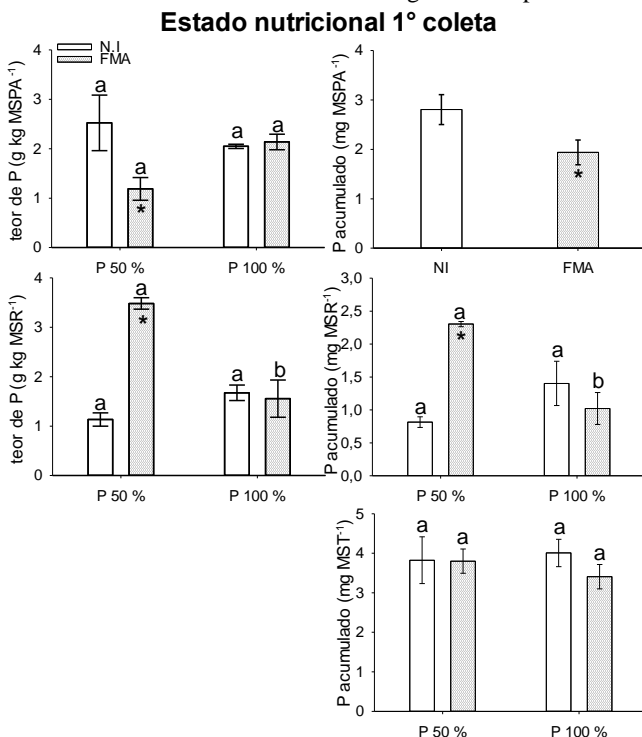 Estado nutricional 1° coleta
N.I
FMA
teor de P (g kg MSPA⁻¹)
4
3
2
1
0
a
a
*
a
a
P 50 %
P 100 %
P acumulado (mg MSPA⁻¹)
4
3
2
1
0
*
NI
FMA
teor de P (g kg MSR⁻¹)
4
3
2
1
0
a
a
*
a
b
P 50 %
P 100 %
P acumulado (mg MSR⁻¹)
3,0
2,5
2,0
1,5
1,0
0,5
0,0
a
a
*
a
b
P 50 %
P 100 %
P acumulado (mg MST⁻¹)
5
4
3
2
1
0
a
a
a
a
P 50 %
P 100 %